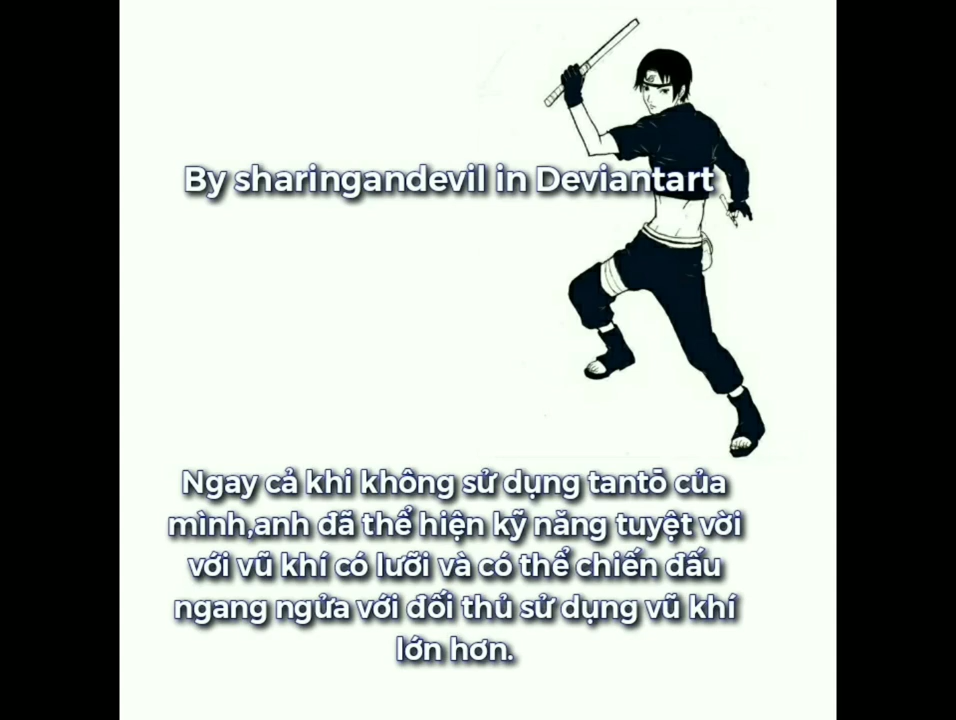 By sharingandevil in Deviantart
Ngay cả khi không sử dụng tantō của
mình,anh đã thể hiện kỹ năng tuyệt vời
với vũ khí có lưỡi và có thể chiến đấu
ngang ngửa với đối thủ sử dụng vũ khí
lớn hơn.